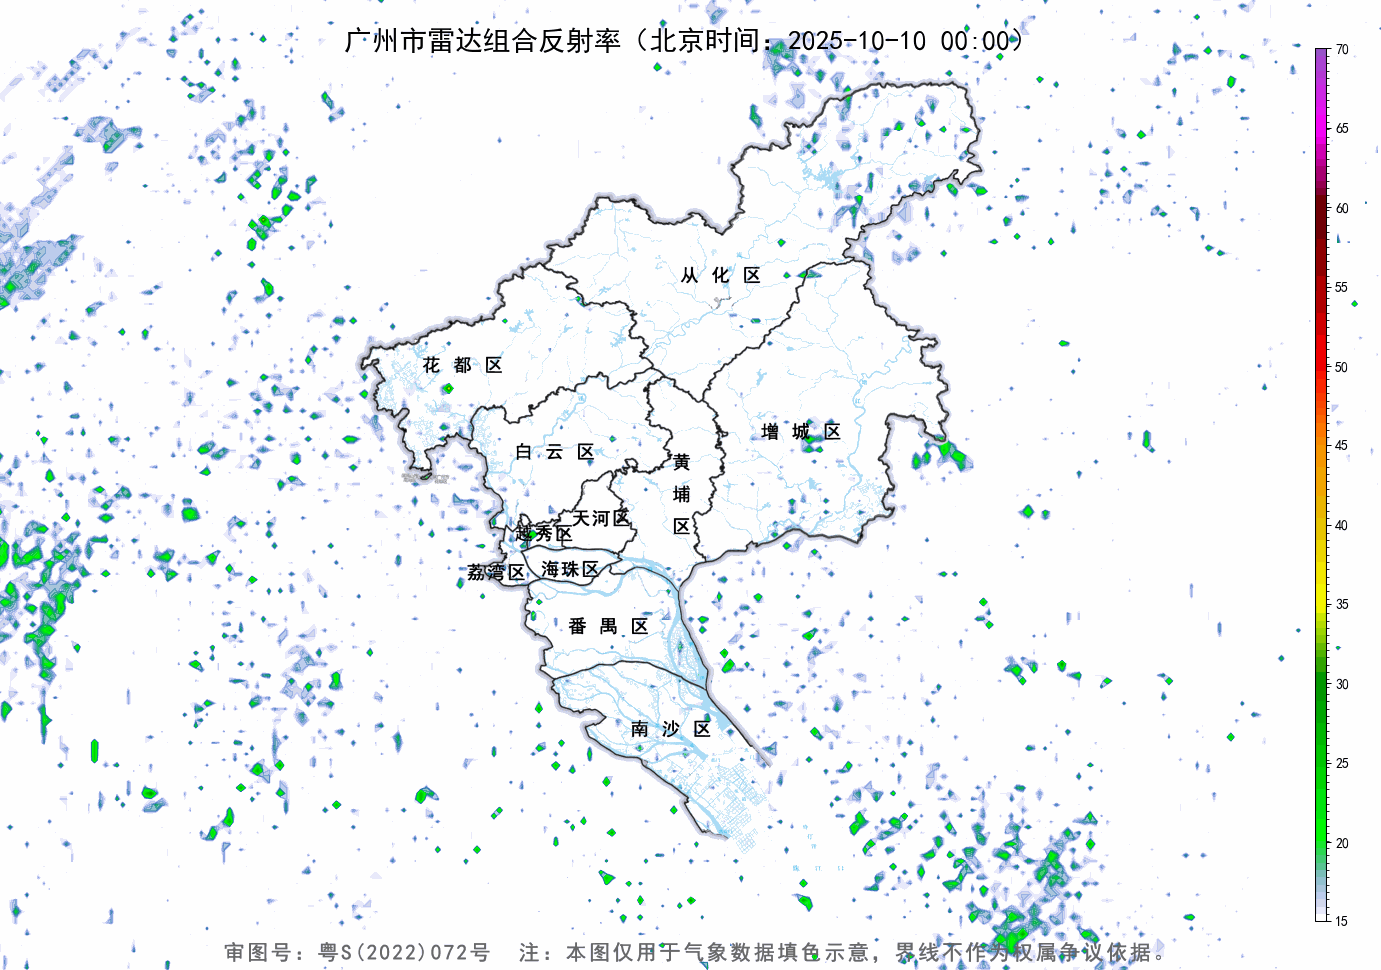 广州市雷达组合反射率（北京时间：2025-10-10 00:00）
70
65
60
55
50
45
40
35
30
25
20
15
从化区
花都区
增城区
白云区
黄埔区
天河区
越秀区
荔湾区
海珠区
番禺区
南沙区
审图号：粤S(2022)072号 注：本图仅用于气象数据填色示意，界线不作为权属争议依据。